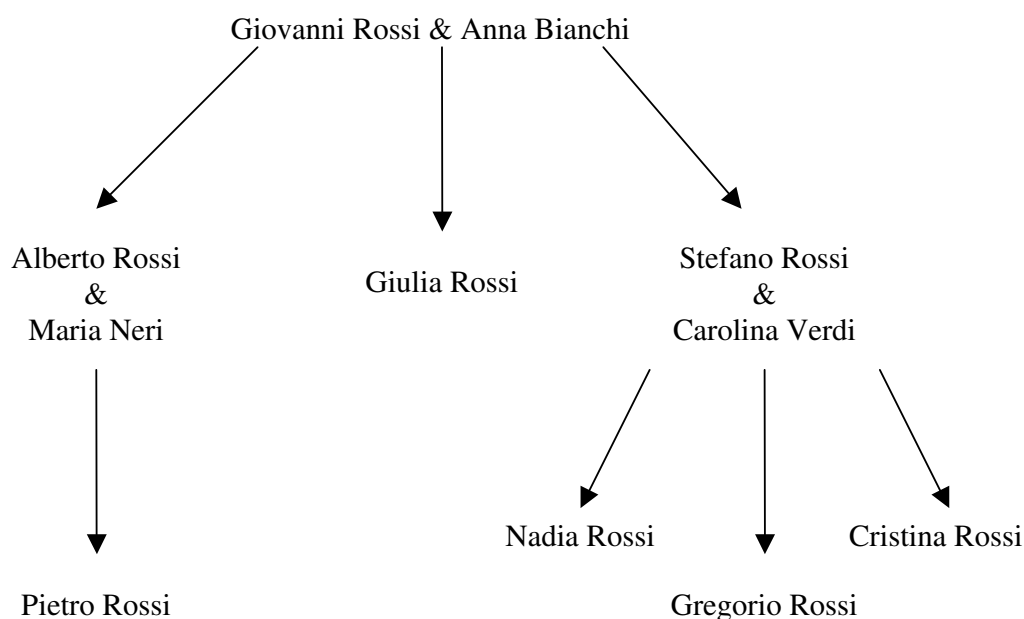 Giovanni Rossi & Anna Bianchi
Alberto Rossi
&
Maria Neri
Giulia Rossi
Stefano Rossi
&
Carolina Verdi
Nadia Rossi
Cristina Rossi
Pietro Rossi
Gregorio Rossi